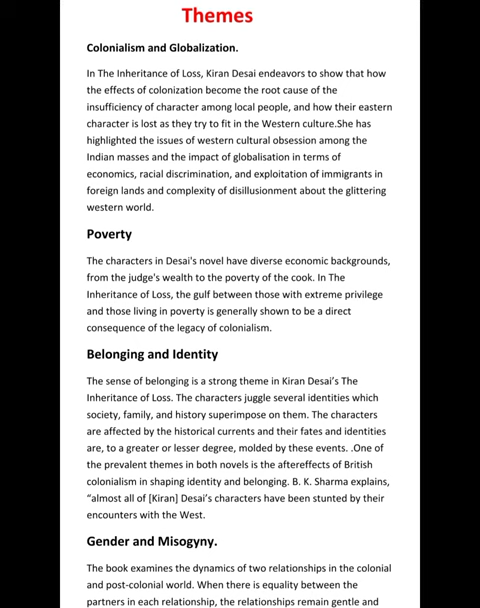 Themes
Colonialism and Globalization.
In The Inheritance of Loss, Kiran Desai endeavors to show that how
the effects of colonization become the root cause of the
insufficiency of character among local people, and how their eastern
character is lost as they try to fit in the Western culture.She has
highlighted the issues of western cultural obsession among the
Indian masses and the impact of globalisation in terms of
economics, racial discrimination, and exploitation of immigrants in
foreign lands and complexity of disillusionment about the glittering
western world.
Poverty
The characters in Desai's novel have diverse economic backgrounds,
from the judge's wealth to the poverty of the cook. In The
Inheritance of Loss, the gulf between those with extreme privilege
and those living in poverty is generally shown to be a direct
consequence of the legacy of colonialism.
Belonging and Identity
The sense of belonging is a strong theme in Kiran Desai’s The
Inheritance of Loss. The characters juggle several identities which
society, family, and history superimpose on them. The characters
are affected by the historical currents and their fates and identities
are, to a greater or lesser degree, molded by these events. .One of
the prevalent themes in both novels is the aftereffects of British
colonialism in shaping identity and belonging. B. K. Sharma explains,
“almost all of [Kiran] Desai’s characters have been stunted by their
encounters with the West.
Gender and Misogyny.
The book examines the dynamics of two relationships in the colonial
and post-colonial world. When there is equality between the
partners in each relationship, the relationships remain gentle and